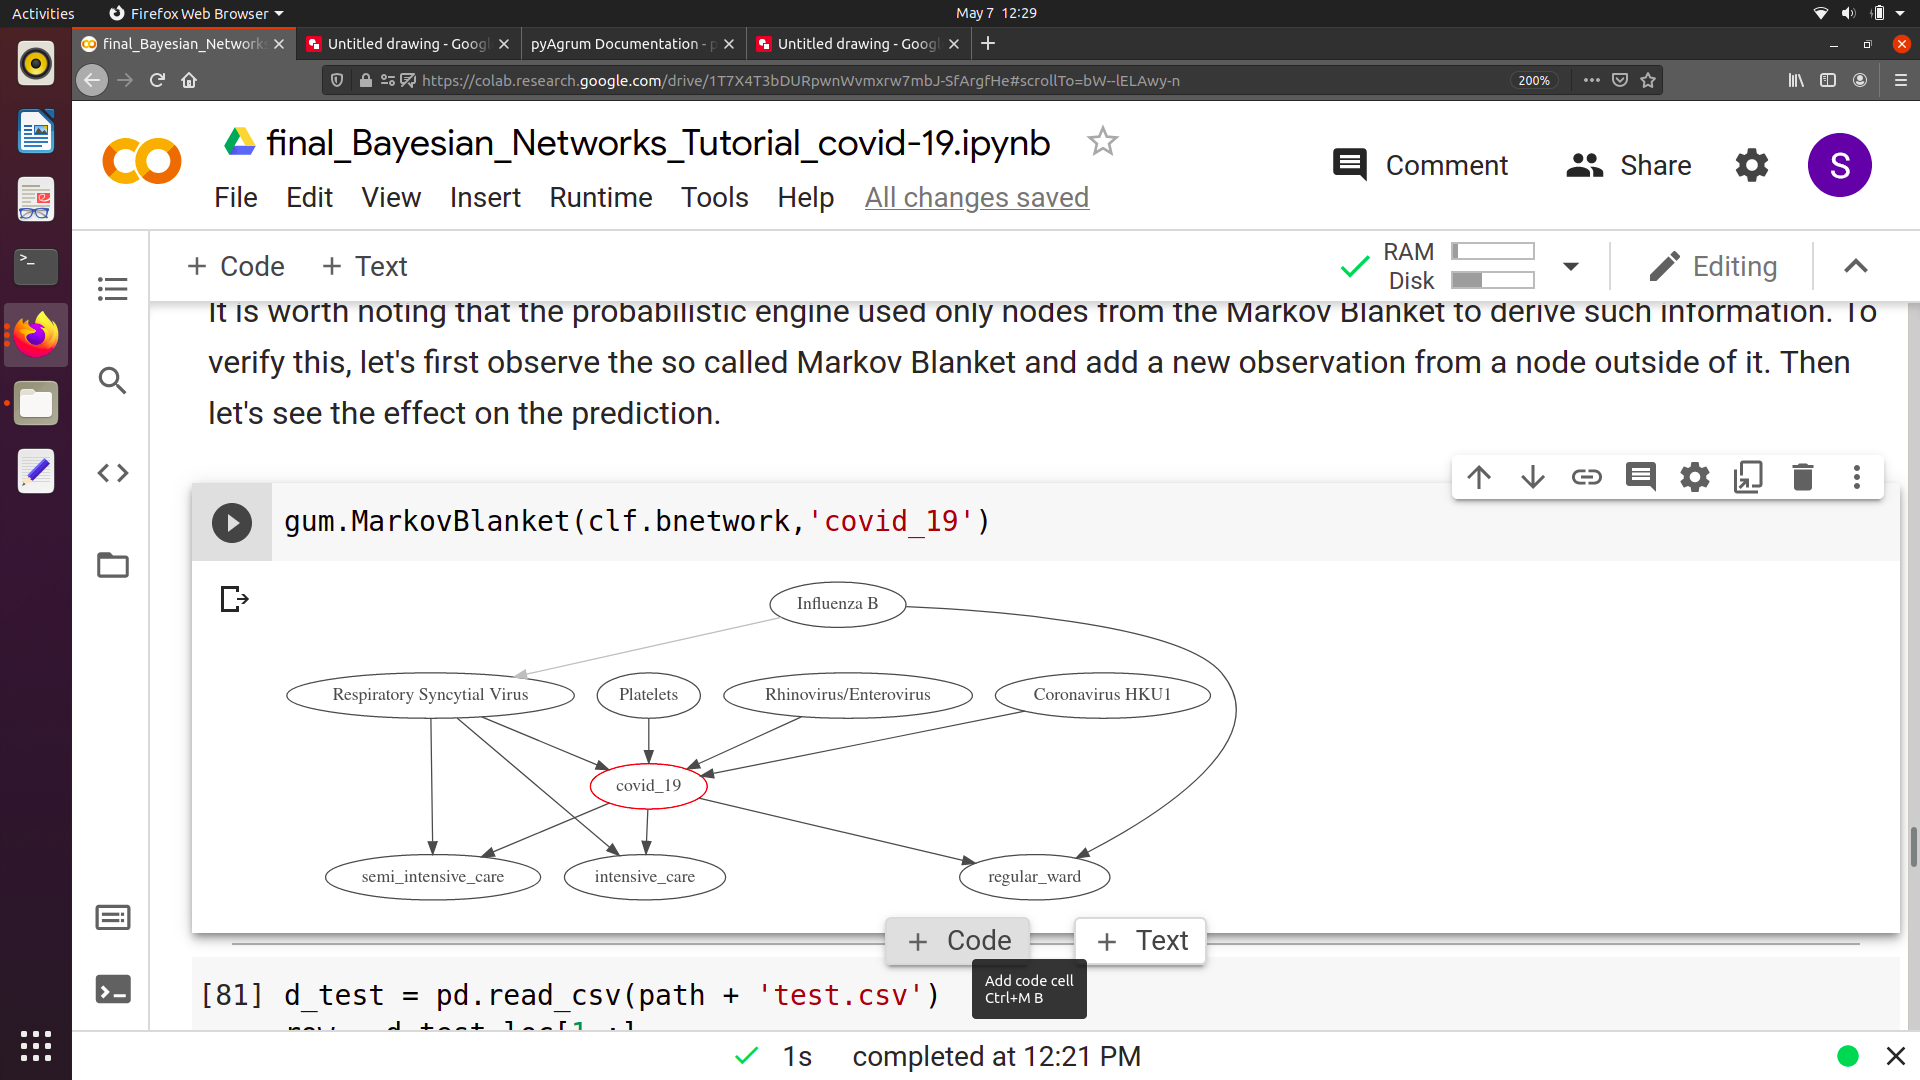 Activities
Firefox Web Browser
May 7 12:29
final_Bayesian_Network
Untitled drawing - Goog
pyAgrum Documentation - p
Untitled drawing - Googl
https://colab.research.google.com/drive/1T7X4T3bDURpwnWvmxrw7mbJ-SfArgfHe#scrollTo=bW--lELAwy-n
200%
final_Bayesian_Networks_Tutorial_covid-19.ipynb
Comment
Share
S
File Edit View Insert Runtime Tools Help All changes saved
+ Code + Text
RAM
Disk
Editing
It is worth noting that the probabilistic engine used only nodes from the Markov Blanket to derive such information. To
verify this, let's first observe the so called Markov Blanket and add a new observation from a node outside of it. Then
let's see the effect on the prediction.
gum.MarkovBlanket(clf.bnetwork,'covid_19')
Influenza B
Respiratory Syncytial Virus
Platelets
Rhinovirus/Enterovirus
Coronavirus HKU1
covid_19
semi_intensive_care
intensive_care
regular_ward
+ Code
+ Text
Add code cell
Ctrl+M B
[81] d_test = pd.read_csv(path + 'test.csv')
1s completed at 12:21 PM